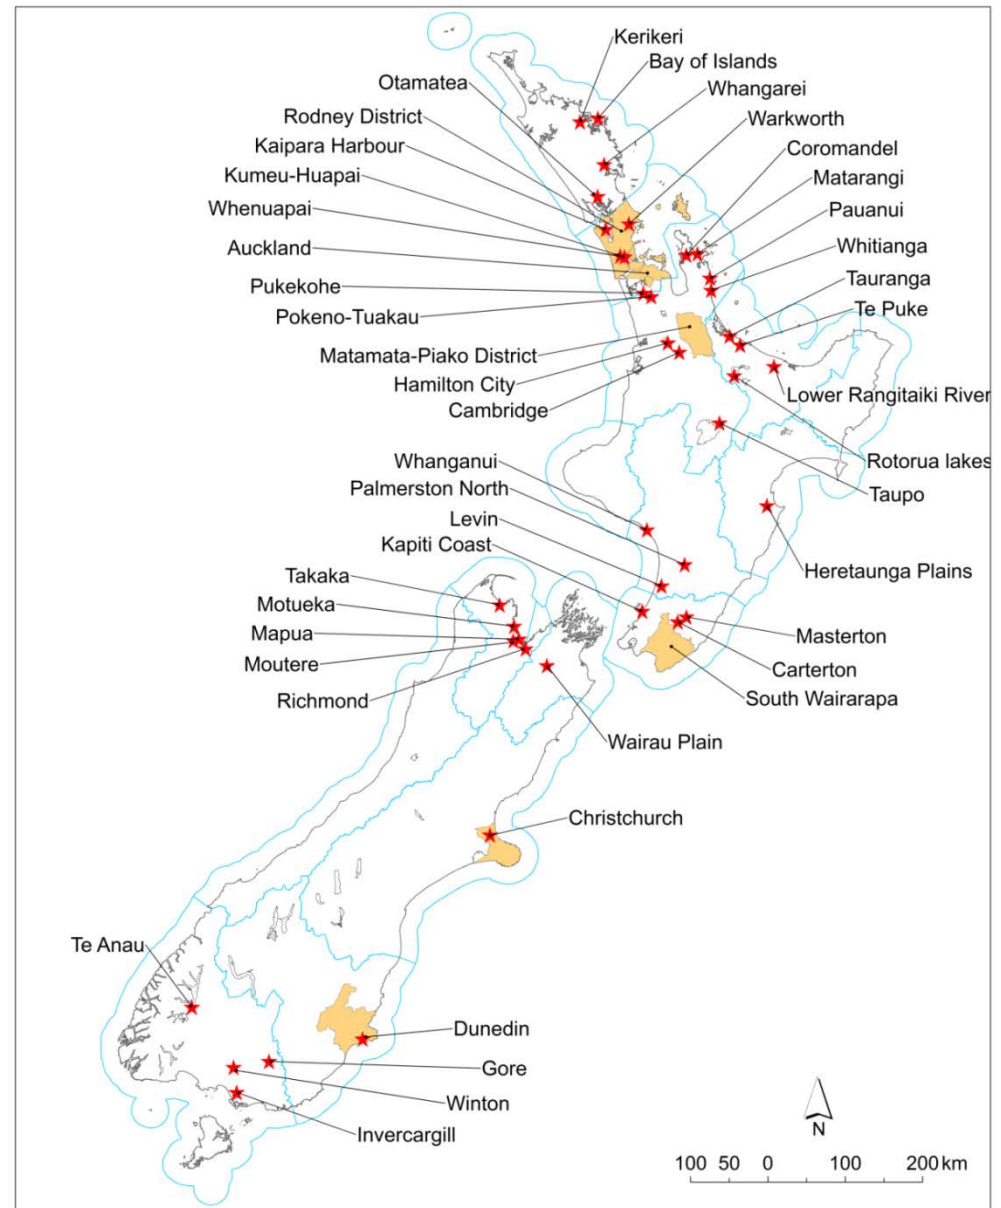 Kerikeri
Bay of Islands
Otamatea
Whangarei
Rodney District
Warkworth
Kaipara Harbour
Coromandel
Kumeu-Huapai
Matarangi
Whenuapai
Pauanui
Auckland
Whitianga
Pukekohe
Tauranga
Pokeno-Tuakau
Te Puke
Matamata-Piako District
Hamilton City
Lower Rangitaiki River
Cambridge
Whanganui
Rotorua lakes
Palmerston North
Taupo
Levin
Kapiti Coast
Heretaunga Plains
Takaka
Motueka
Mapua
Masterton
Moutere
Carterton
Richmond
South Wairarapa
Wairau Plain
Christchurch
Te Anau
Dunedin
Gore
Winton
Invercargill
N
100 50 0 100 200 km